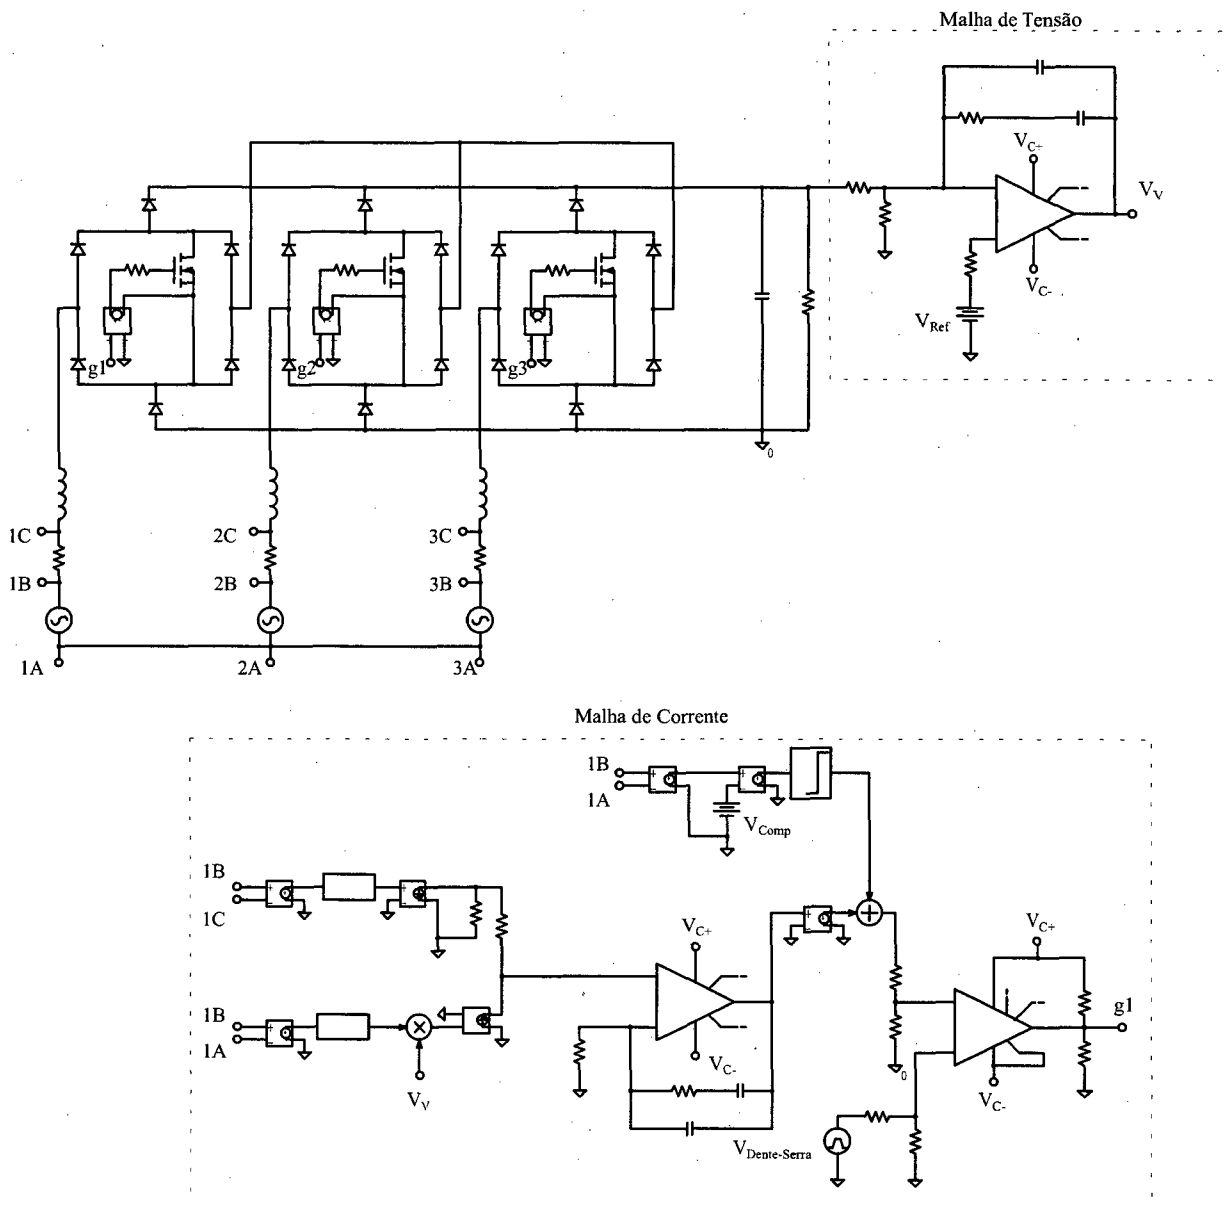 Malha de Tensão
V_C+
V_V
V_C-
V_Ref
g1
g2
g3
0
1C
2C
3C
1B
2B
3B
1A
2A
3A
Malha de Corrente
1B
1A
V_Comp
1B
1C
V_C+
V_C+
g1
1B
1A
V_V
V_C-
0
V_C-
V_Dente-Serra